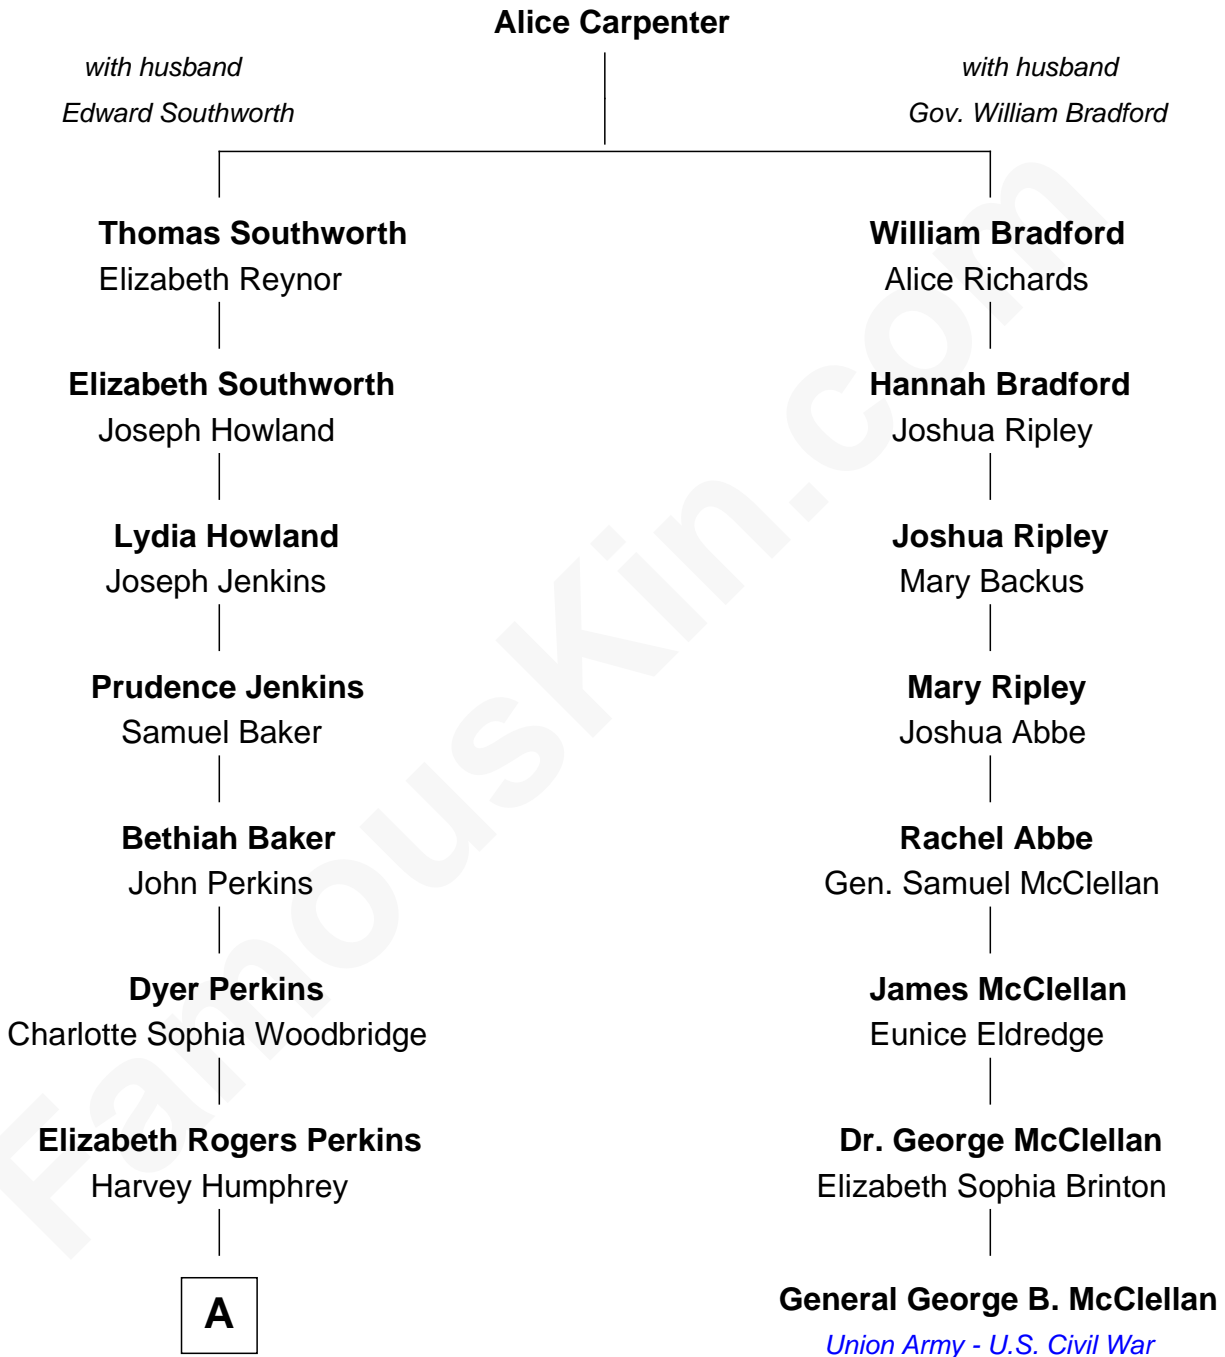 Alice Carpenter
with husband
Edward Southworth
with husband
Gov. William Bradford
Thomas Southworth
Elizabeth Reynor
William Bradford
Alice Richards
Elizabeth Southworth
Joseph Howland
Hannah Bradford
Joshua Ripley
Lydia Howland
Joseph Jenkins
Joshua Ripley
Mary Backus
Prudence Jenkins
Samuel Baker
Mary Ripley
Joshua Abbe
Bethiah Baker
John Perkins
Rachel Abbe
Gen. Samuel McClellan
Dyer Perkins
Charlotte Sophia Woodbridge
James McClellan
Eunice Eldredge
Elizabeth Rogers Perkins
Harvey Humphrey
Dr. George McClellan
Elizabeth Sophia Brinton
A
General George B. McClellan
Union Army - U.S. Civil War
FamousKin.com